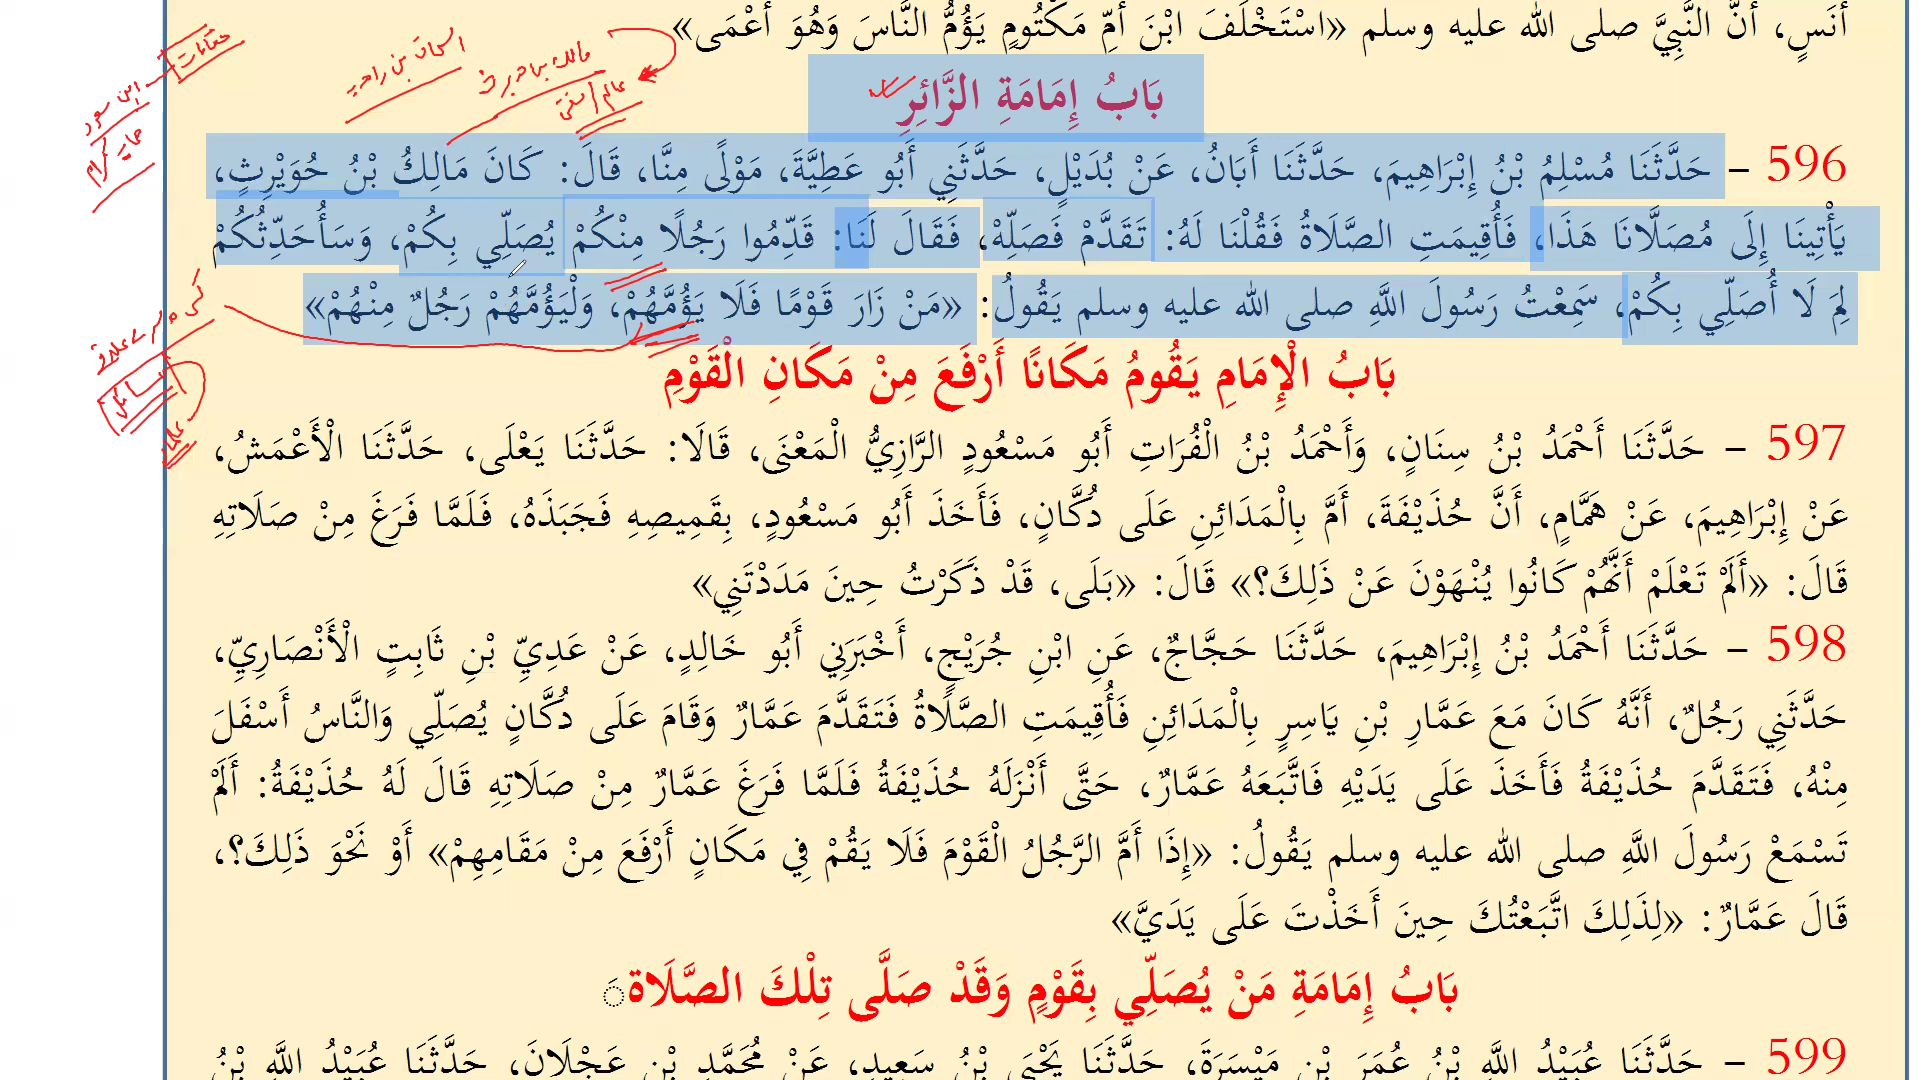 أَنَسٍ، أَنَّ النَّبِيَّ صلى الله عليه وسلم «اسْتَخْلَفَ ابْنَ أُمِّ مَكْتُومٍ يَؤُمُّ النَّاسَ وَهُوَ أَعْمَى»
بَابُ إِمَامَةِ الزَّائِرِ
596 - حَدَّثَنَا مُسْلِمُ بْنُ إِبْرَاهِيمَ، حَدَّثَنَا أَبَانُ، عَنْ بُدَيْلٍ، حَدَّثَنِي أَبُو عَطِيَّةَ، مَوْلًى مِنَّا، قَالَ: كَانَ مَالِكُ بْنُ حُوَيْرِثٍ،
يَأْتِينَا إِلَى مُصَلَّانَا هَذَا، فَأُقِيمَتِ الصَّلَاةُ فَقُلْنَا لَهُ: تَقَدَّمْ فَصَلِّهْ، فَقَالَ لَنَا: قَدِّمُوا رَجُلًا مِنْكُمْ يُصَلِّي بِكُمْ، وَسَأُحَدِّثُكُمْ
لِمَ لَا أُصَلِّي بِكُمْ، سَمِعْتُ رَسُولَ اللَّهِ صلى الله عليه وسلم يَقُولُ: «مَنْ زَارَ قَوْمًا فَلَا يَؤُمَّهُمْ، وَلْيَؤُمَّهُمْ رَجُلٌ مِنْهُمْ»
بَابُ الْإِمَامِ يَقُومُ مَكَانًا أَرْفَعَ مِنْ مَكَانِ الْقَوْمِ
597 - حَدَّثَنَا أَحْمَدُ بْنُ سِنَانٍ، وَأَحْمَدُ بْنُ الْفُرَاتِ أَبُو مَسْعُودٍ الرَّازِيُّ الْمَعْنَى، قَالَا: حَدَّثَنَا يَعْلَى، حَدَّثَنَا الْأَعْمَشُ،
عَنْ إِبْرَاهِيمَ، عَنْ هَمَّامٍ، أَنَّ حُذَيْفَةَ، أَمَّ بِالْمَدَائِنِ عَلَى دُكَّانٍ، فَأَخَذَ أَبُو مَسْعُودٍ، بِقَمِيصِهِ فَجَبَذَهُ، فَلَمَّا فَرَغَ مِنْ صَلَاتِهِ
قَالَ: «أَلَمْ تَعْلَمْ أَنَّهُمْ كَانُوا يُنْهَوْنَ عَنْ ذَلِكَ؟» قَالَ: «بَلَى، قَدْ ذَكَرْتُ حِينَ مَدَدْتَنِي»
598 - حَدَّثَنَا أَحْمَدُ بْنُ إِبْرَاهِيمَ، حَدَّثَنَا حَجَّاجٌ، عَنِ ابْنِ جُرَيْجٍ، أَخْبَرَنِي أَبُو خَالِدٍ، عَنْ عَدِيِّ بْنِ ثَابِتٍ الْأَنْصَارِيِّ،
حَدَّثَنِي رَجُلٌ، أَنَّهُ كَانَ مَعَ عَمَّارِ بْنِ يَاسِرٍ بِالْمَدَائِنِ فَأُقِيمَتِ الصَّلَاةُ فَتَقَدَّمَ عَمَّارٌ وَقَامَ عَلَى دُكَّانٍ يُصَلِّي وَالنَّاسُ أَسْفَلَ
مِنْهُ، فَتَقَدَّمَ حُذَيْفَةُ فَأَخَذَ عَلَى يَدَيْهِ فَاتَّبَعَهُ عَمَّارٌ، حَتَّى أَنْزَلَهُ حُذَيْفَةُ فَلَمَّا فَرَغَ عَمَّارٌ مِنْ صَلَاتِهِ قَالَ لَهُ حُذَيْفَةُ: أَلَمْ
تَسْمَعْ رَسُولَ اللَّهِ صلى الله عليه وسلم يَقُولُ: «إِذَا أَمَّ الرَّجُلُ الْقَوْمَ فَلَا يَقُمْ فِي مَكَانٍ أَرْفَعَ مِنْ مَقَامِهِمْ» أَوْ نَحْوَ ذَلِكَ؟،
قَالَ عَمَّارٌ: «لِذَلِكَ اتَّبَعْتُكَ حِينَ أَخَذْتَ عَلَى يَدَيَّ»
بَابُ إِمَامَةِ مَنْ يُصَلِّي بِقَوْمٍ وَقَدْ صَلَّى تِلْكَ الصَّلَاةَ
599 - حَدَّثَنَا عُبَيْدُ اللَّهِ بْنُ عُمَرَ بْنِ مَيْسَرَةَ، حَدَّثَنَا يَحْيَى بْنُ سَعِيدٍ، عَنْ مُحَمَّدِ بْنِ عَجْلَانَ، حَدَّثَنَا عُبَيْدُ اللَّهِ بْنُ